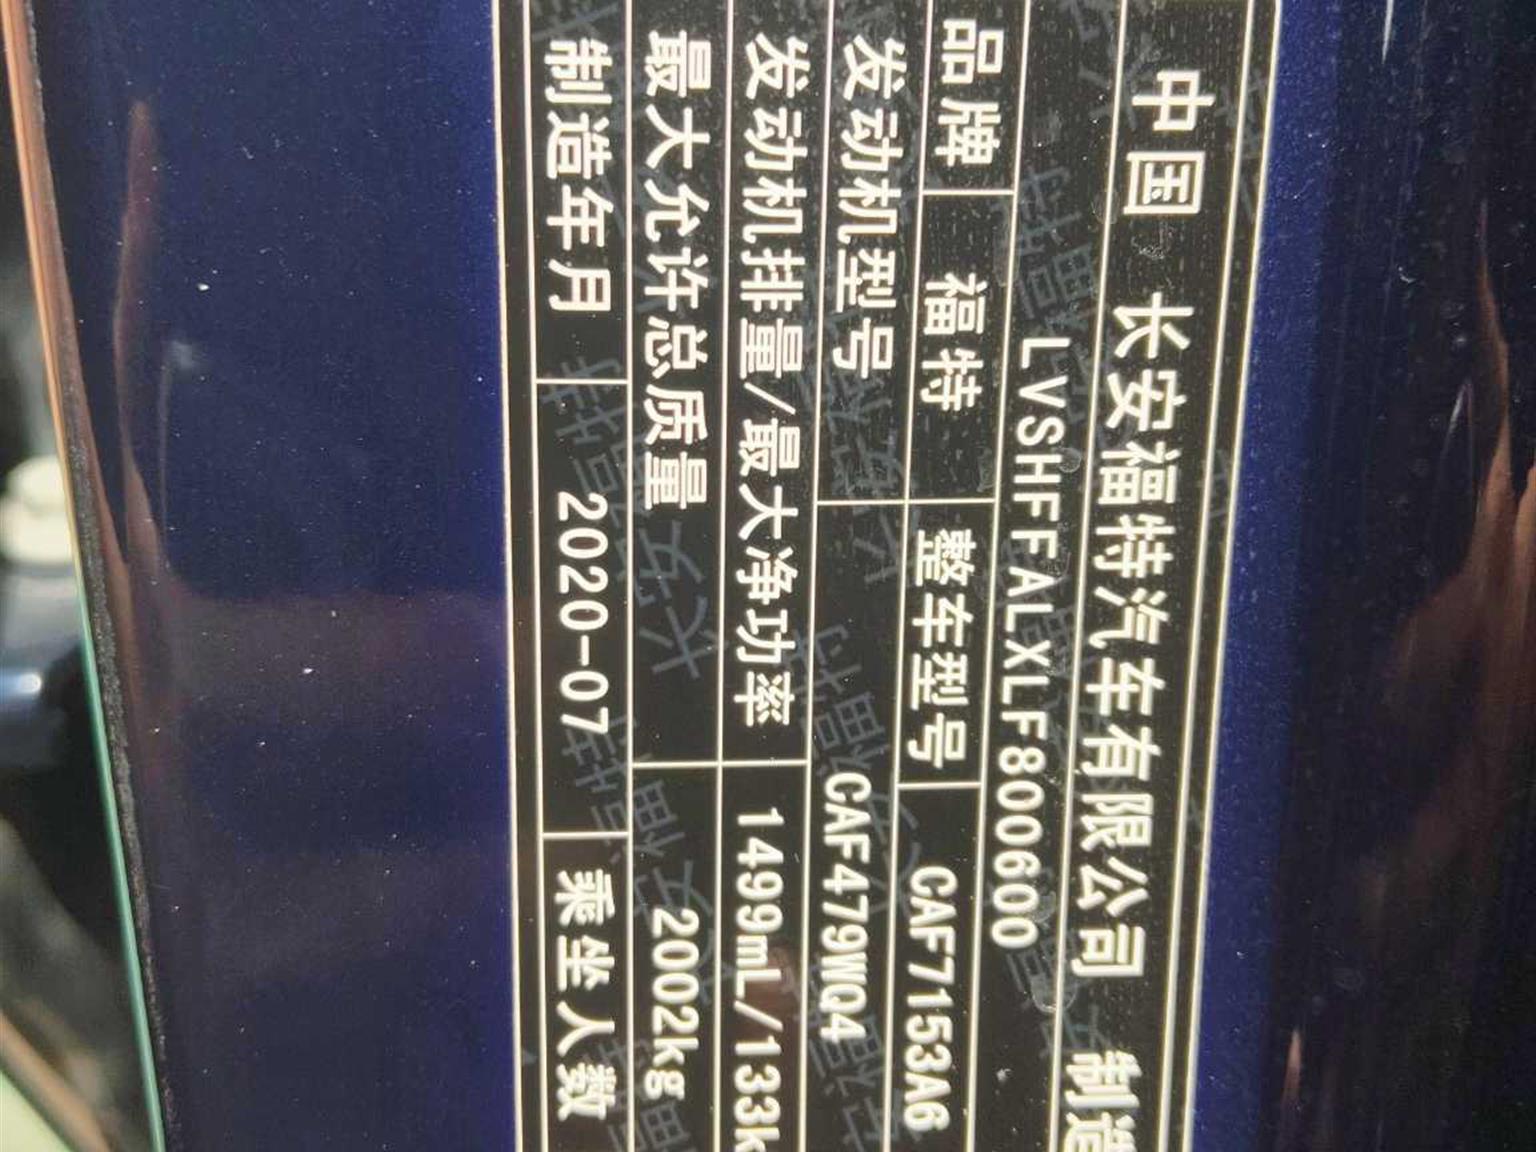 中国 长安福特汽车有限公司 制造
LVSHFFALXLF800600
品牌 福特 整车型号 CAF7153A6
发动机型号 CAF479WQ4
发动机排量/最大净功率 1499mL/133k
最大允许总质量 2002kg
制造年月 2020-07 乘坐人数